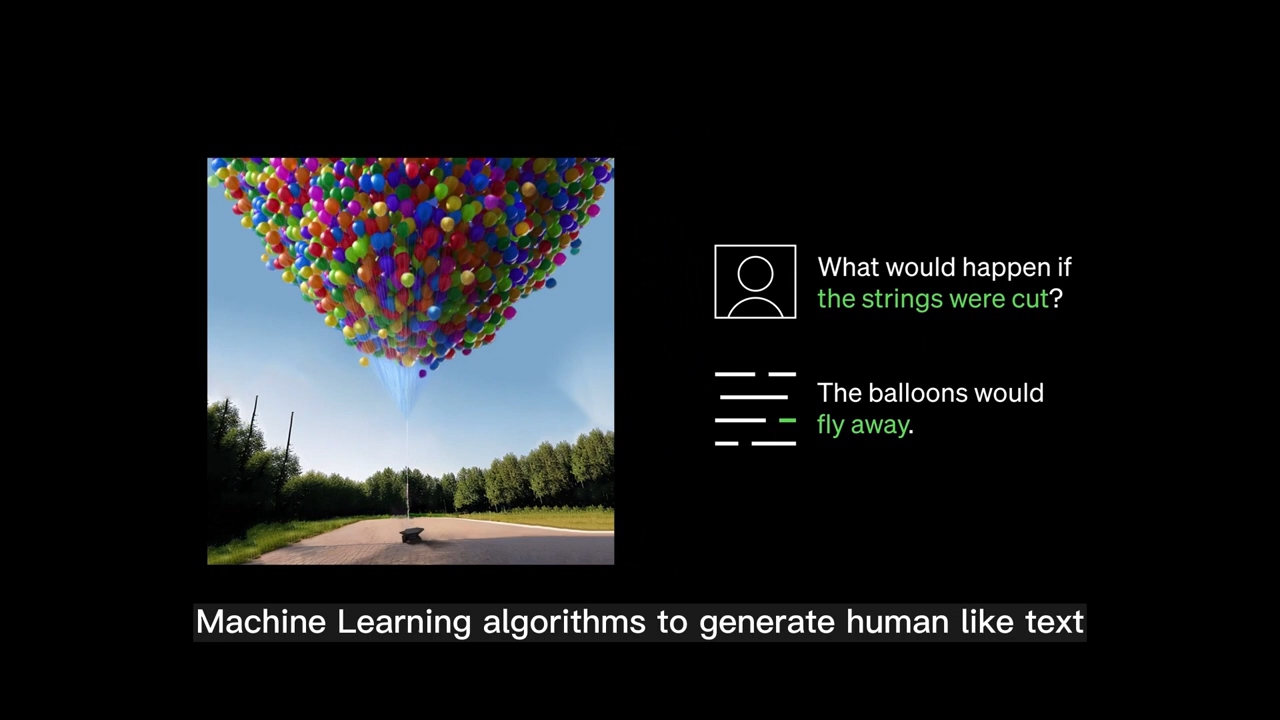 What would happen if
the strings were cut?
The balloons would
fly away.
Machine Learning algorithms to generate human like text